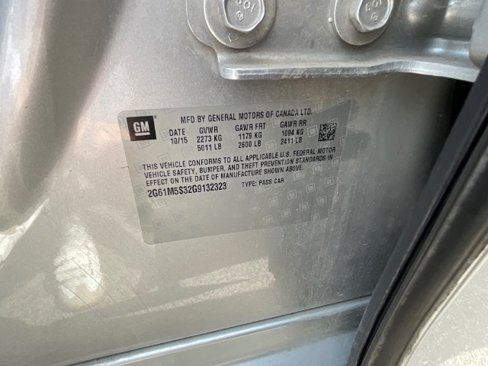 MFD BY GENERAL MOTORS OF CANADA LTD.
GM
DATE GVWR GAWR FRT GAWR RR
10/15 2273 KG 1179 KG 1094 KG
5011 LB 2600 LB 2411 LB
THIS VEHICLE CONFORMS TO ALL APPLICABLE U.S. FEDERAL MOTOR
VEHICLE SAFETY, BUMPER, AND THEFT PREVENTION STANDARDS IN
EFFECT ON THE DATE OF MANUFACTURE SHOWN ABOVE.
2G61M5S32G9132323 TYPE: PASS CAR